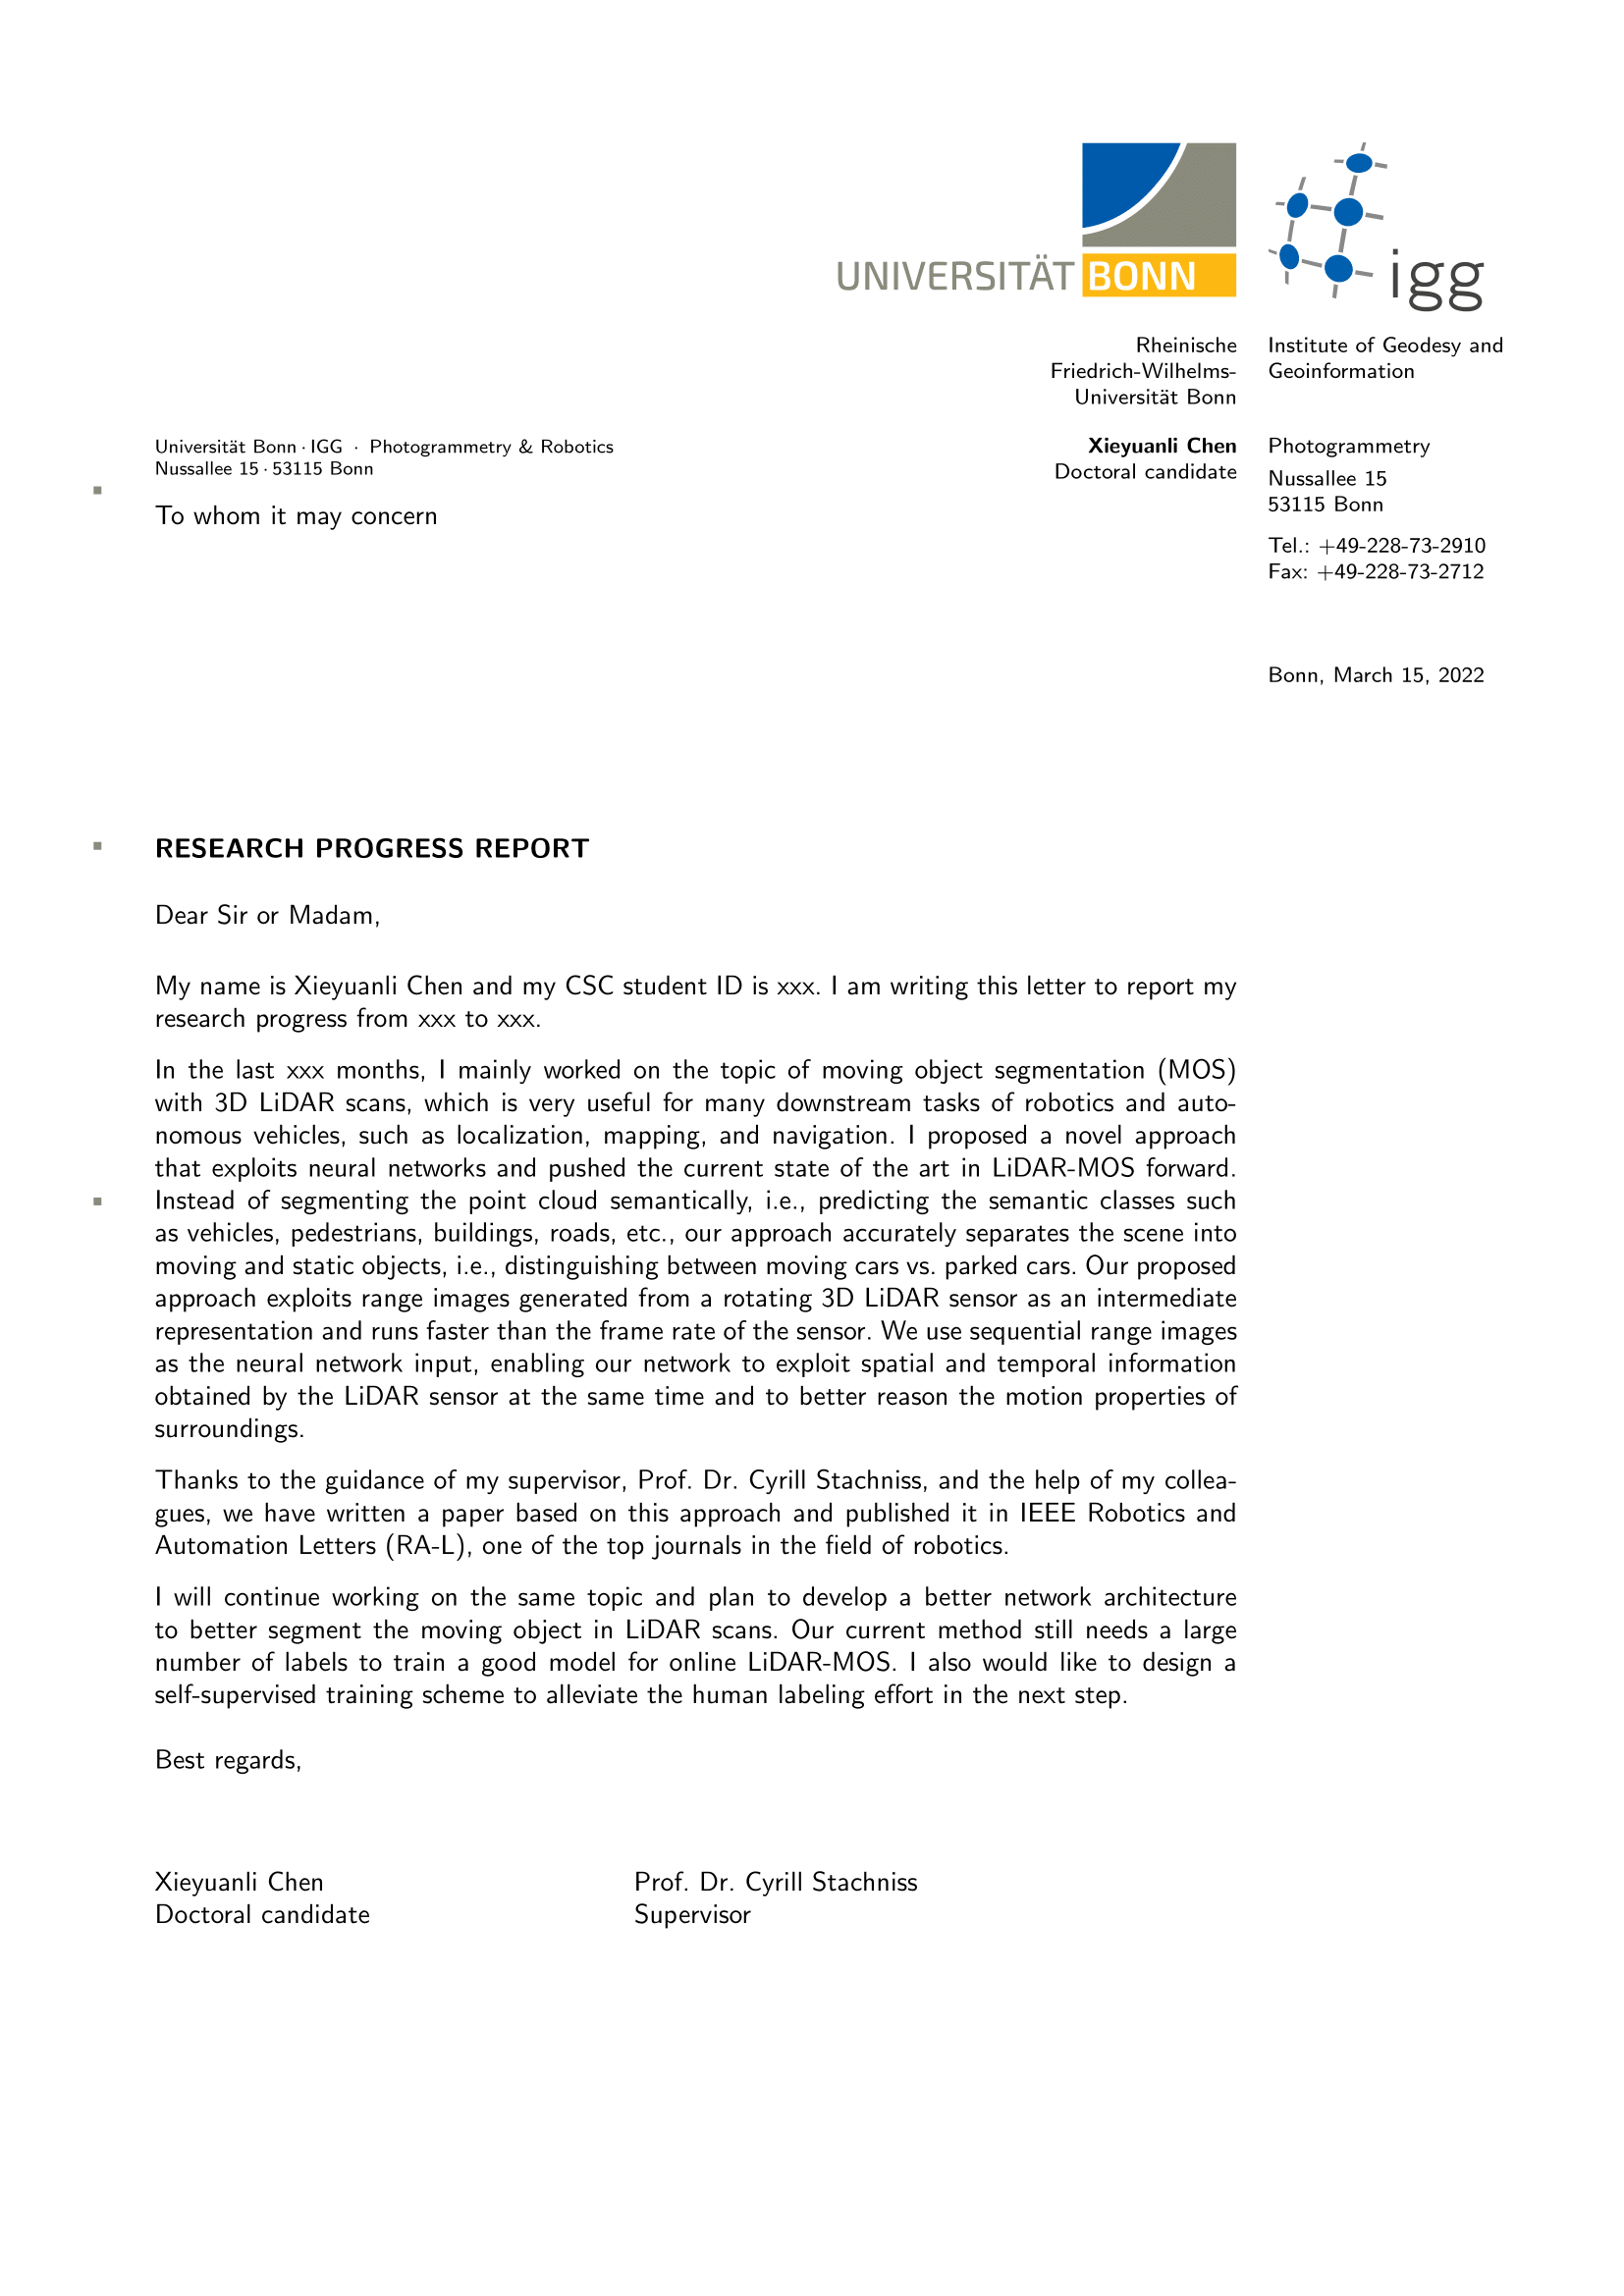 UNIVERSITÄT BONN
igg
Rheinische
Friedrich-Wilhelms-
Universität Bonn
Institute of Geodesy and
Geoinformation
Universität Bonn · IGG · Photogrammetry & Robotics
Nussallee 15 · 53115 Bonn
To whom it may concern
Xieyuanli Chen
Doctoral candidate
Photogrammetry
Nussallee 15
53115 Bonn
Tel.: +49-228-73-2910
Fax: +49-228-73-2712
Bonn, March 15, 2022
RESEARCH PROGRESS REPORT
Dear Sir or Madam,
My name is Xieyuanli Chen and my CSC student ID is xxx. I am writing this letter to report my
research progress from xxx to xxx.
In the last xxx months, I mainly worked on the topic of moving object segmentation (MOS)
with 3D LiDAR scans, which is very useful for many downstream tasks of robotics and auto-
nomous vehicles, such as localization, mapping, and navigation. I proposed a novel approach
that exploits neural networks and pushed the current state of the art in LiDAR-MOS forward.
Instead of segmenting the point cloud semantically, i.e., predicting the semantic classes such
as vehicles, pedestrians, buildings, roads, etc., our approach accurately separates the scene into
moving and static objects, i.e., distinguishing between moving cars vs. parked cars. Our proposed
approach exploits range images generated from a rotating 3D LiDAR sensor as an intermediate
representation and runs faster than the frame rate of the sensor. We use sequential range images
as the neural network input, enabling our network to exploit spatial and temporal information
obtained by the LiDAR sensor at the same time and to better reason the motion properties of
surroundings.
Thanks to the guidance of my supervisor, Prof. Dr. Cyrill Stachniss, and the help of my collea-
gues, we have written a paper based on this approach and published it in IEEE Robotics and
Automation Letters (RA-L), one of the top journals in the field of robotics.
I will continue working on the same topic and plan to develop a better network architecture
to better segment the moving object in LiDAR scans. Our current method still needs a large
number of labels to train a good model for online LiDAR-MOS. I also would like to design a
self-supervised training scheme to alleviate the human labeling effort in the next step.
Best regards,
Xieyuanli Chen
Doctoral candidate
Prof. Dr. Cyrill Stachniss
Supervisor